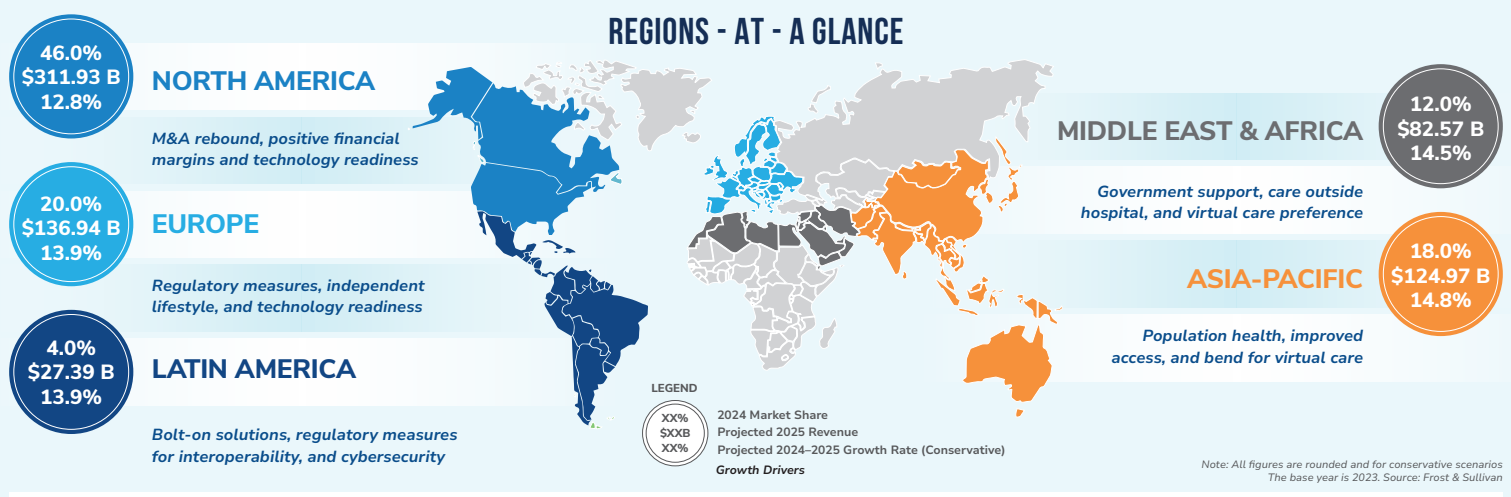 REGIONS - AT - A GLANCE
46.0%
$311.93 B
12.8%
NORTH AMERICA
M&A rebound, positive financial
margins and technology readiness
20.0%
$136.94 B
13.9%
EUROPE
Regulatory measures, independent
lifestyle, and technology readiness
4.0%
$27.39 B
13.9%
LATIN AMERICA
Bolt-on solutions, regulatory measures
for interoperability, and cybersecurity
12.0%
$82.57 B
14.5%
MIDDLE EAST & AFRICA
Government support, care outside
hospital, and virtual care preference
18.0%
$124.97 B
14.8%
ASIA-PACIFIC
Population health, improved
access, and bend for virtual care
LEGEND
XX%
$XXB
XX%
2024 Market Share
Projected 2025 Revenue
Projected 2024–2025 Growth Rate (Conservative)
Growth Drivers
Note: All figures are rounded and for conservative scenarios
The base year is 2023. Source: Frost & Sullivan